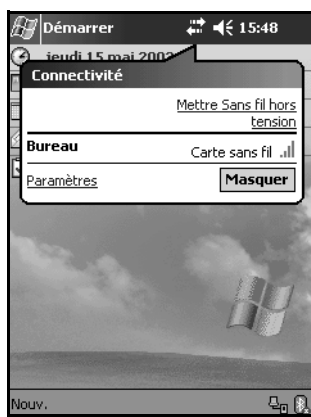 Démarrer 15:48
jeudi 15 mai 2003
Connectivité
Mettre Sans fil hors
tension
Bureau
Carte sans fil
Paramètres
Masquer
Nouv.